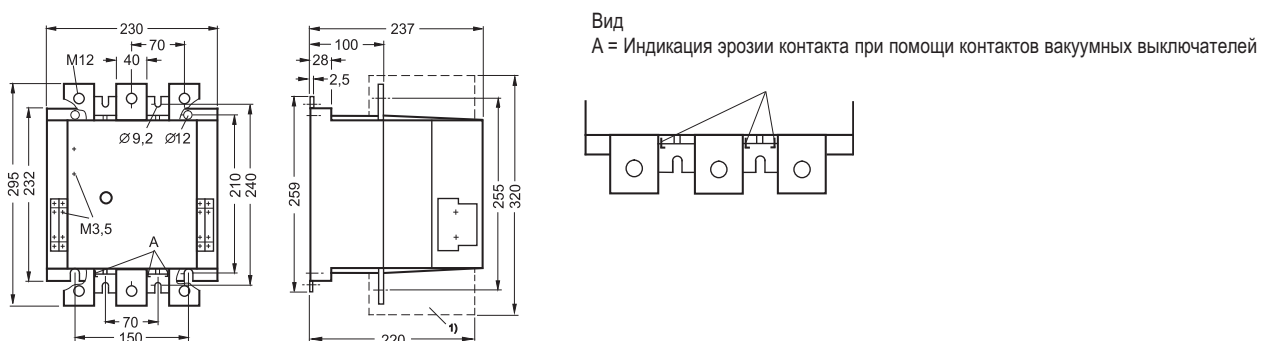 230
70
M12
40
Ø9,2
Ø12
295
232
210
240
M3,5
A
70
150
237
100
28
2,5
259
255
320
1)
220
Вид
A = Индикация эрозии контакта при помощи контактов вакуумных выключателей